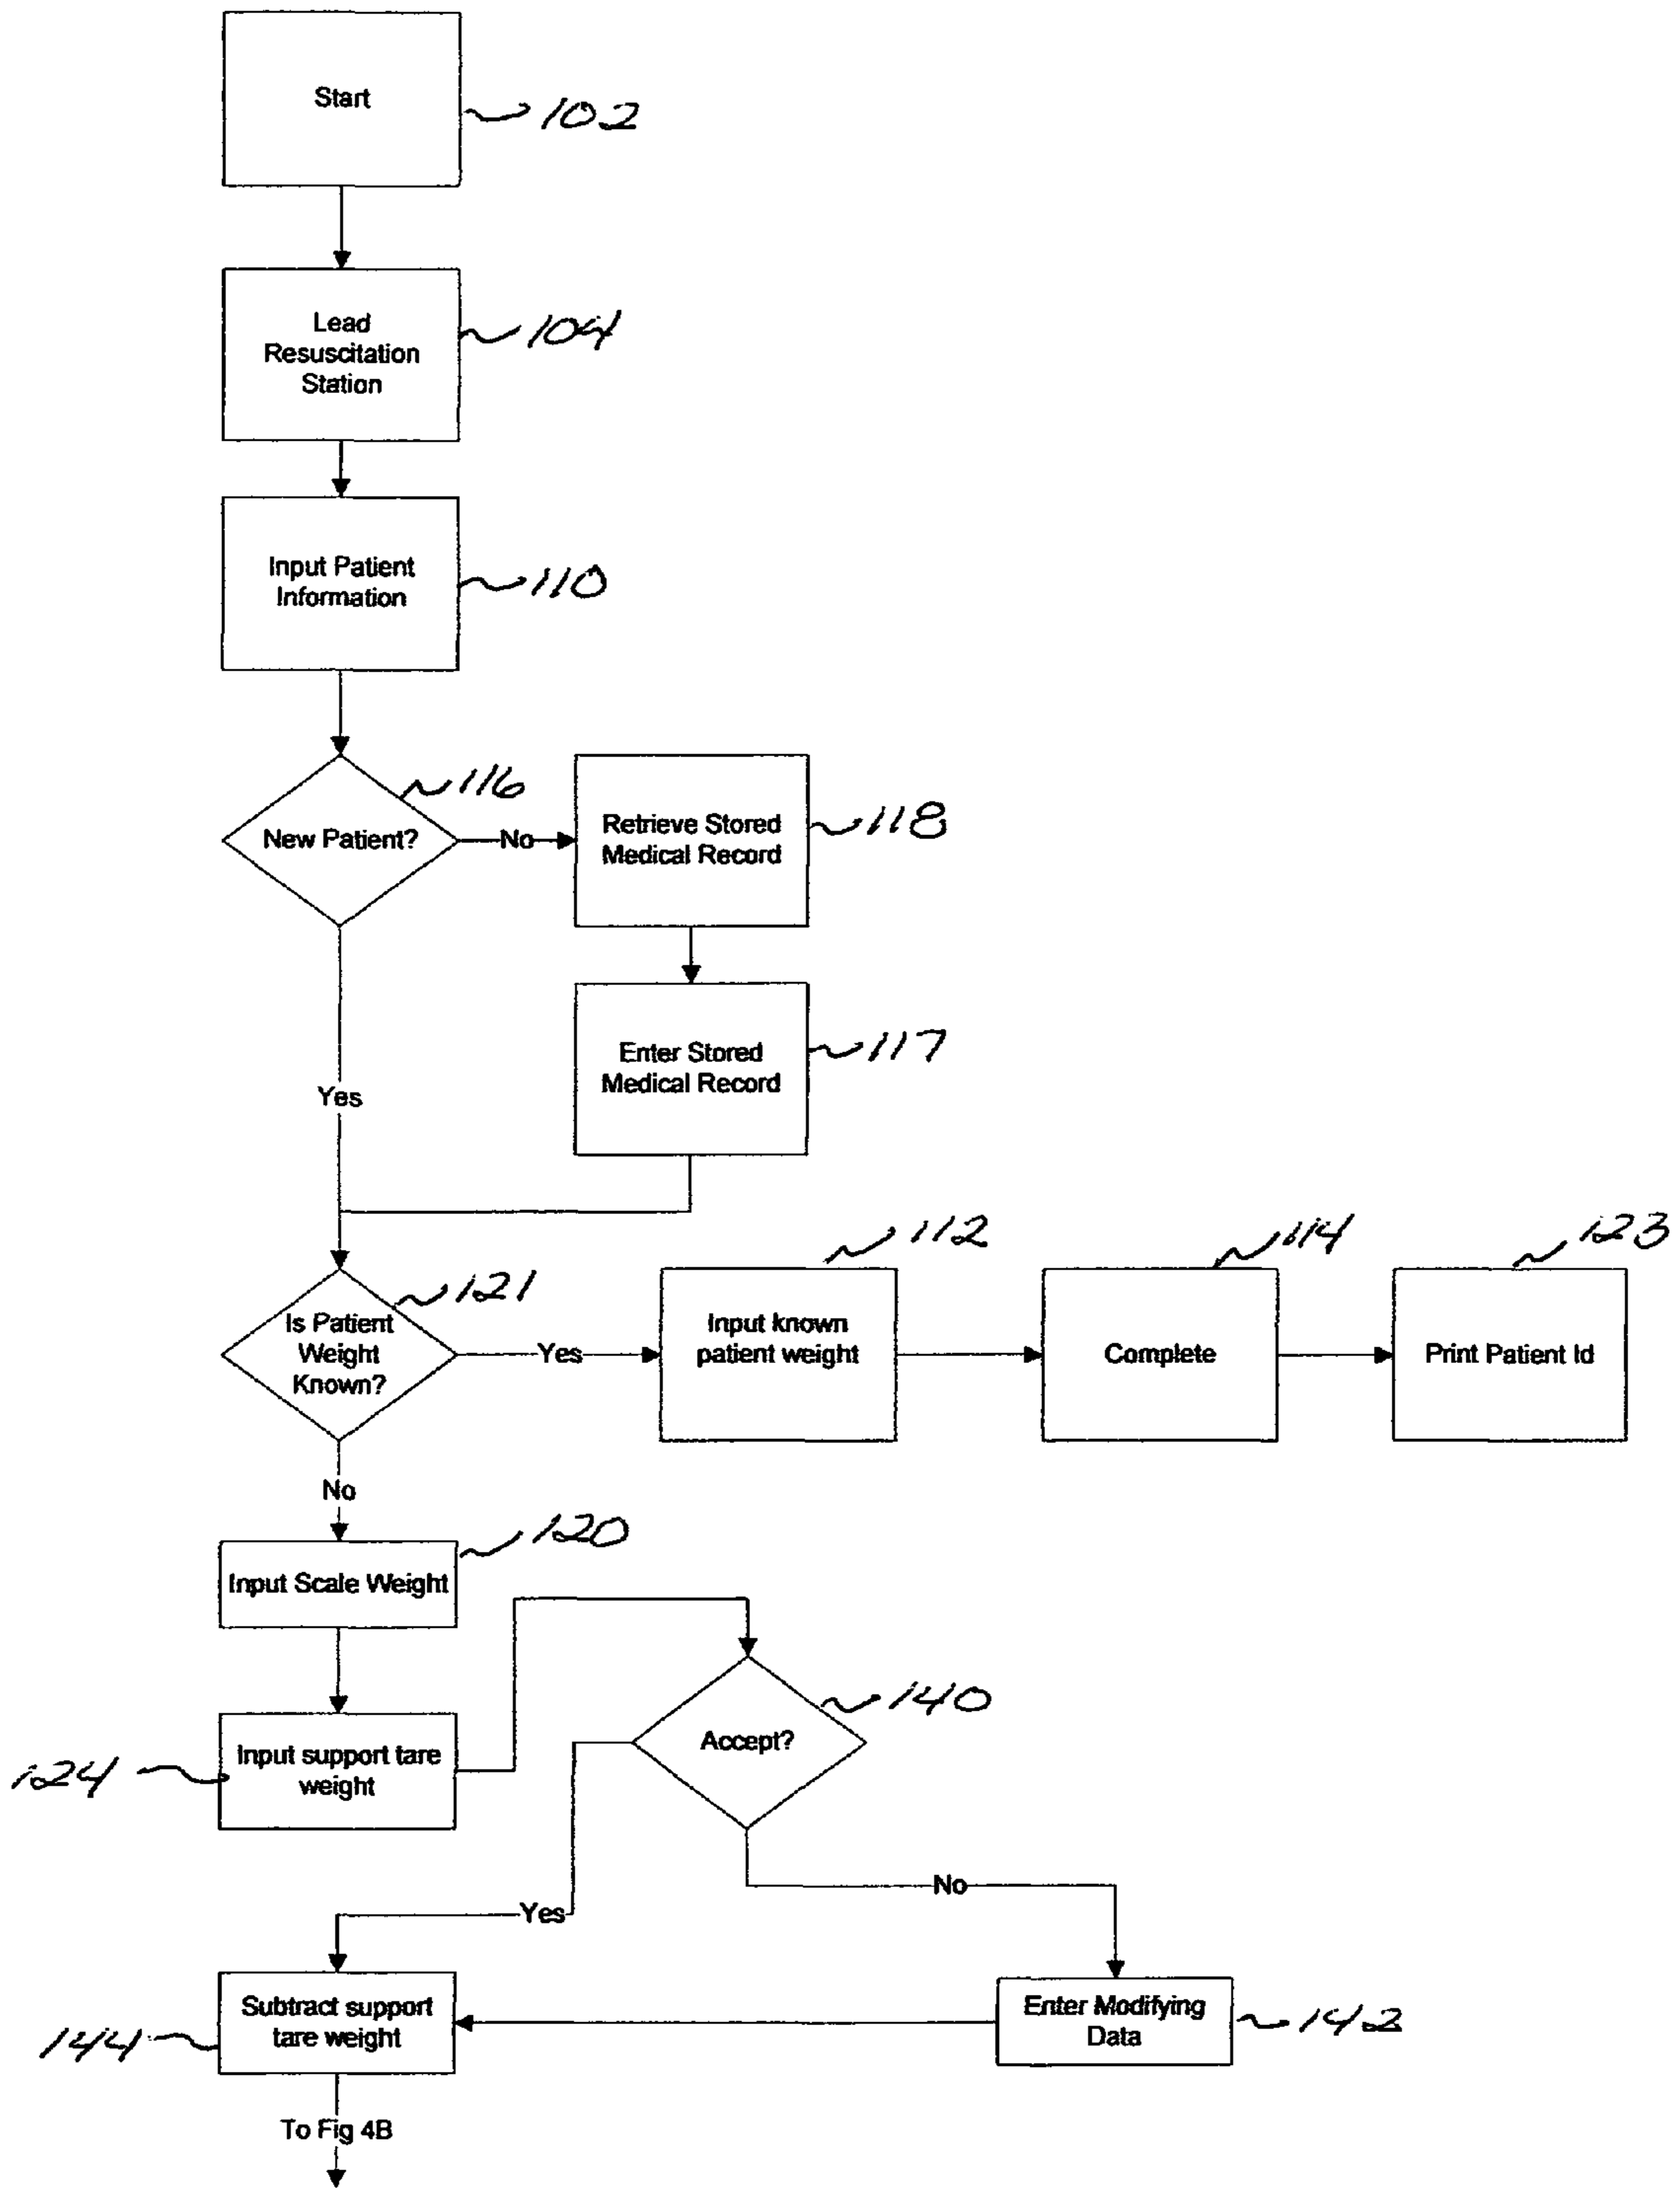 Start
102
Lead
Resuscitation
Station
104
Input Patient
Information
110
116
New Patient?
No
Retrieve Stored
Medical Record
118
Enter Stored
Medical Record
117
Yes
121
Is Patient
Weight
Known?
Yes
112
Input known
patient weight
114
Complete
123
Print Patient Id
No
120
Input Scale Weight
124
Input support tare
weight
140
Accept?
No
Yes
144
Subtract support
tare weight
Enter Modifying
Data
142
To Fig 4B